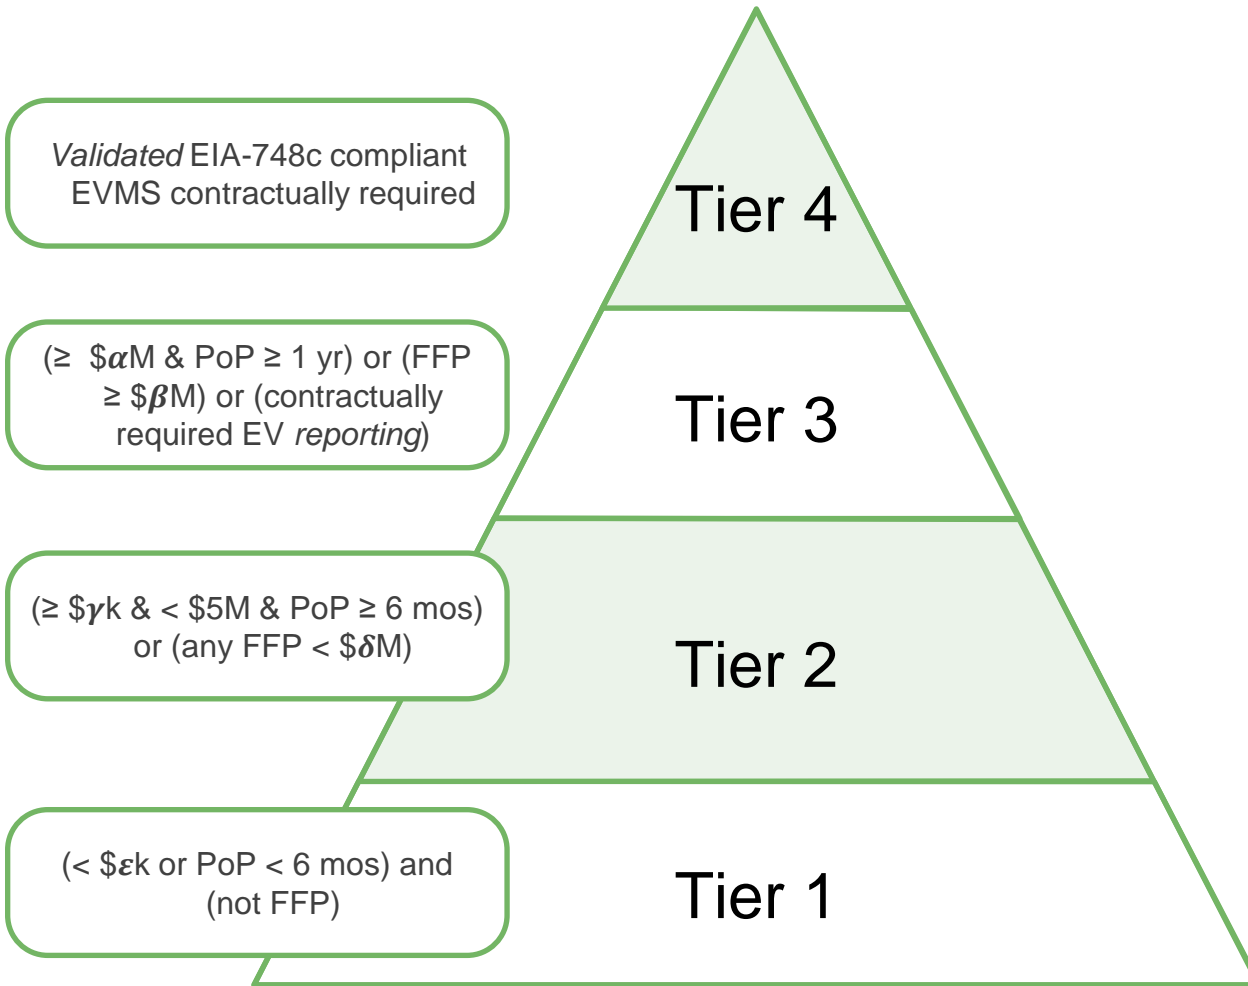 Validated EIA-748c compliant
EVMS contractually required
Tier 4
(≥ $αM & PoP ≥ 1 yr) or (FFP
≥ $βM) or (contractually
required EV reporting)
Tier 3
(≥ $γk & < $5M & PoP ≥ 6 mos)
or (any FFP < $δM)
Tier 2
(< $εk or PoP < 6 mos) and
(not FFP)
Tier 1